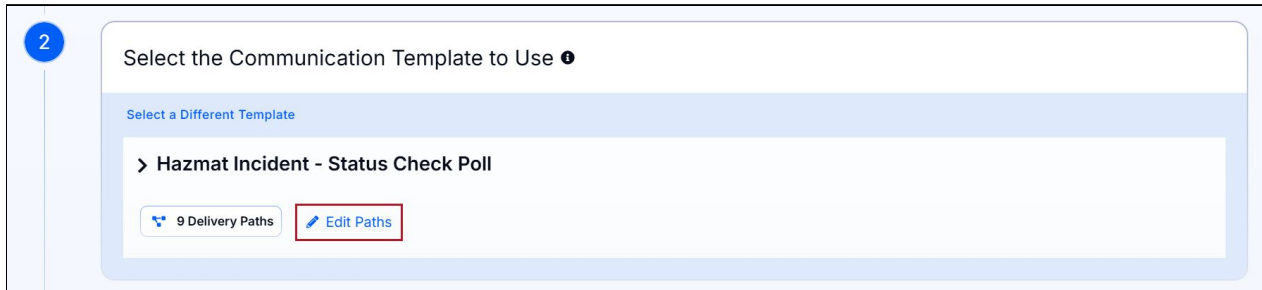 2
Select the Communication Template to Use
Select a Different Template
Hazmat Incident - Status Check Poll
9 Delivery Paths
Edit Paths